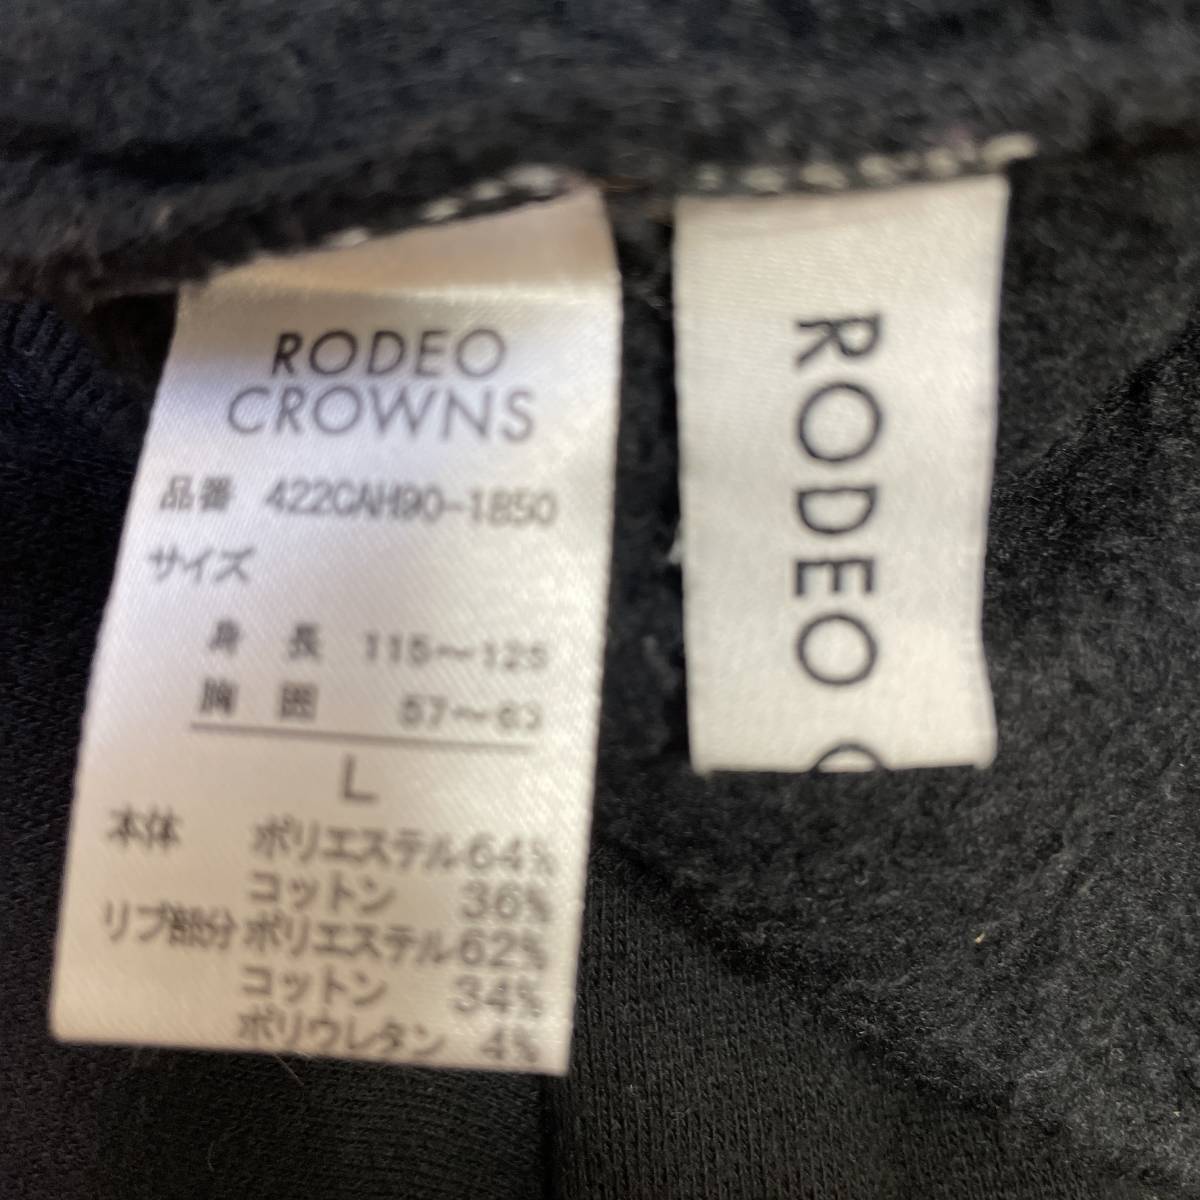 RODEO
CROWNS
品番 422CAH90-1850
サイズ
身長 115～125
胸囲 57～63
L
本体 ポリエステル64%
コットン 36%
リブ部分 ポリエステル62%
コットン 34%
ポリウレタン 4%
RODEO C